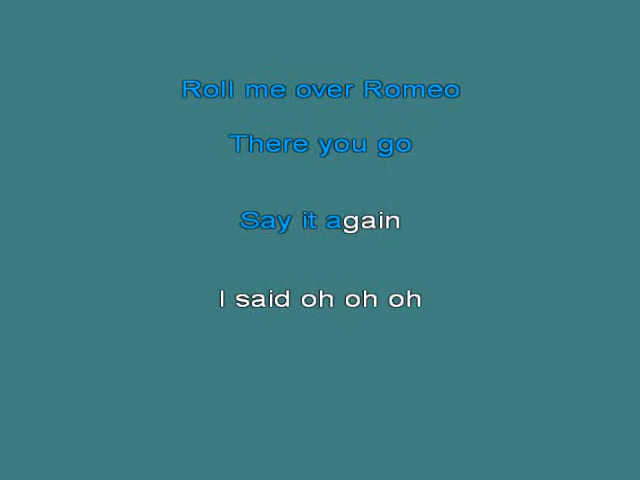 Roll me over Romeo
There you go
Say it again
I said oh oh oh